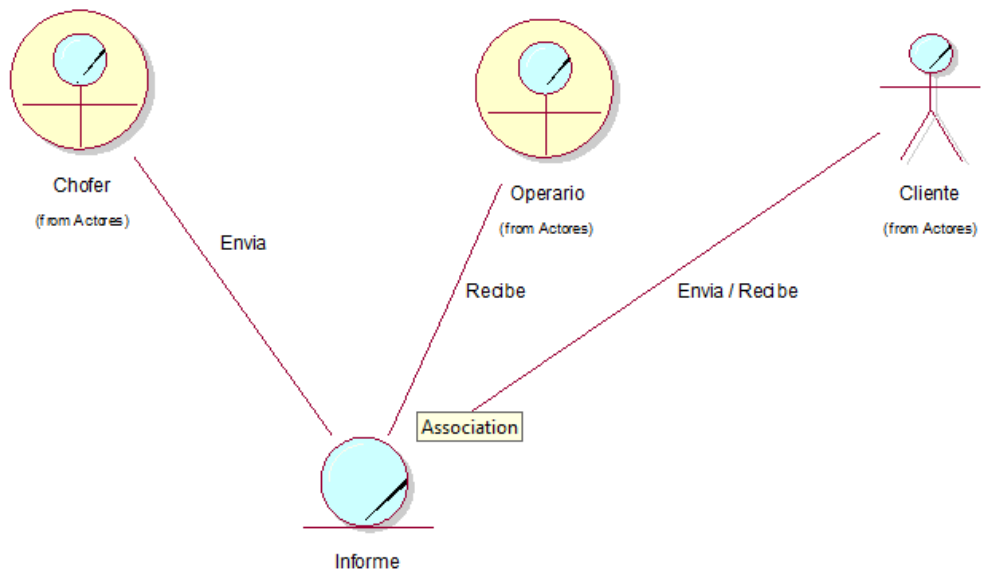 Chofer
(from Actores)
Operario
(from Actores)
Cliente
(from Actores)
Envia
Recibe
Envia / Recibe
Association
Informe